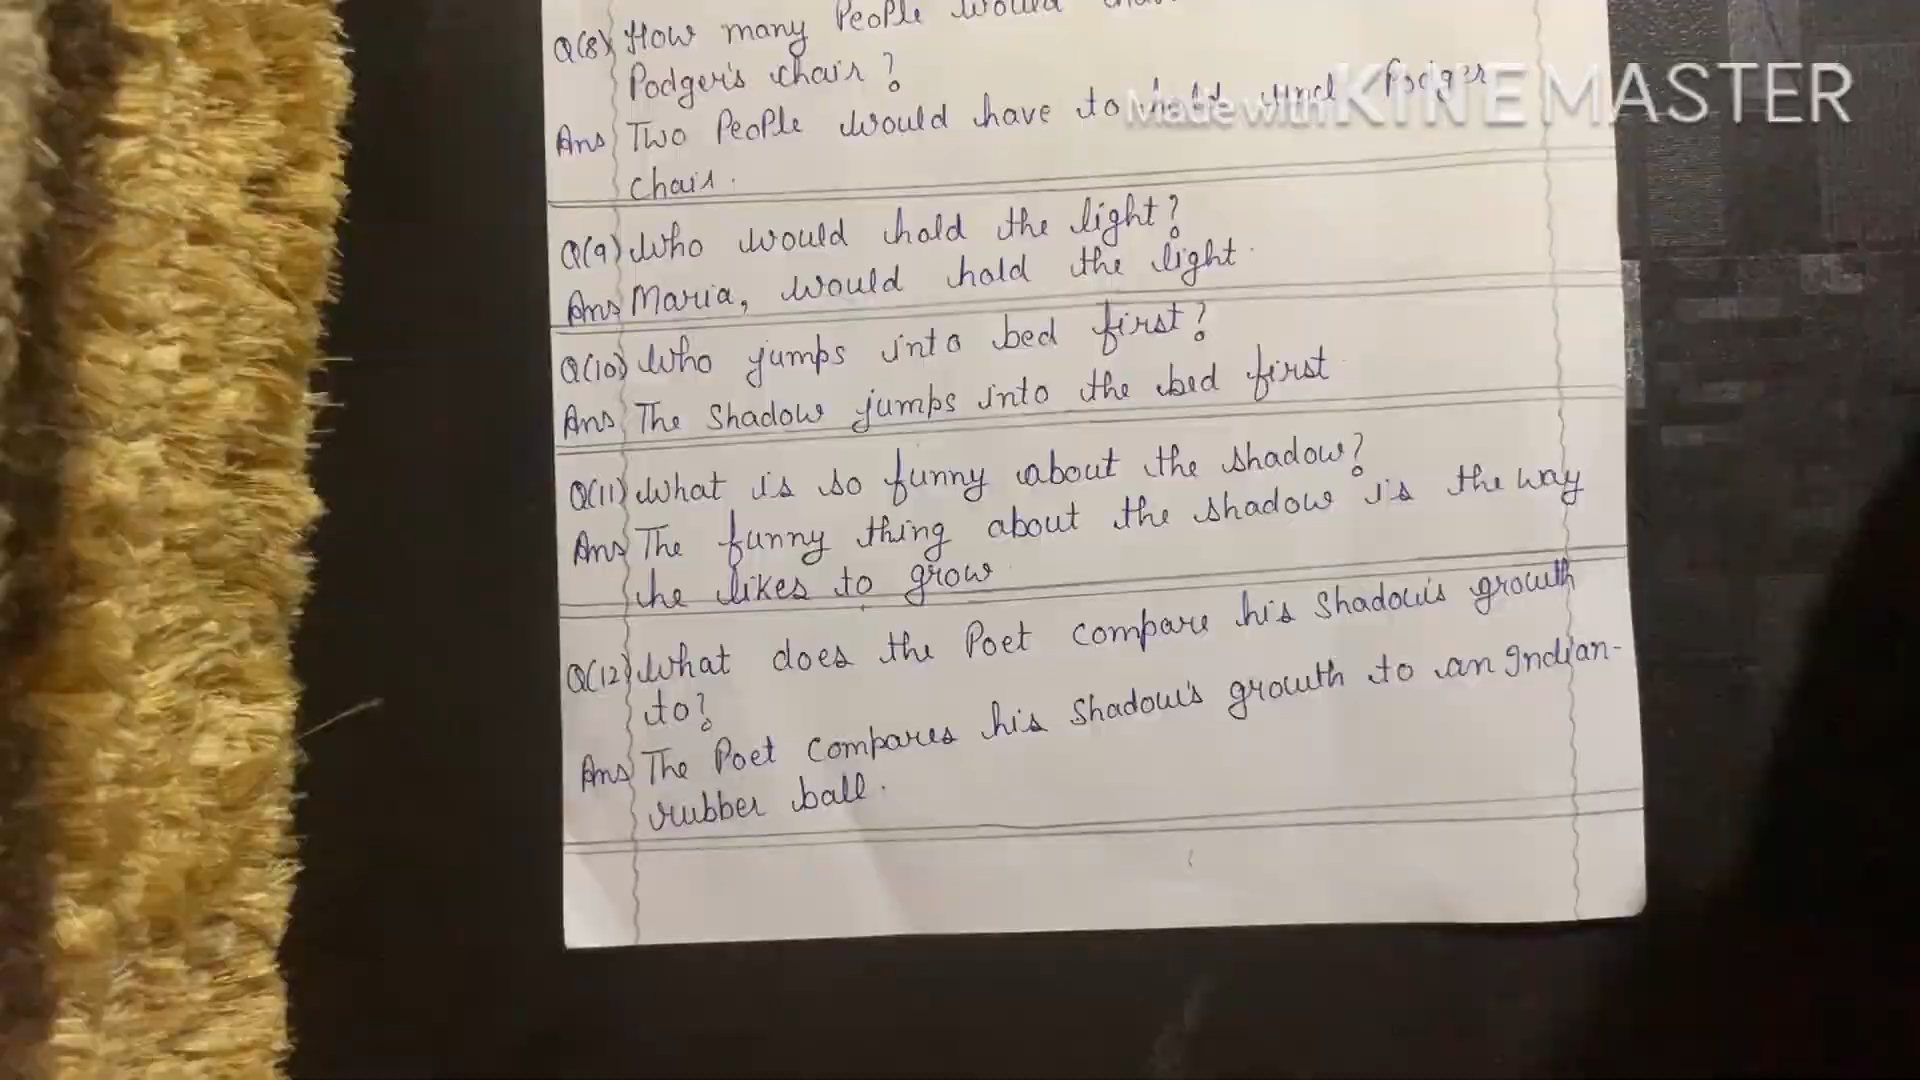 Q(8) How many People would
Podger's chair?
Ans Two People would have to hold uncl Podger
chair.
Made with KINEMASTER
Q(9) Who would hold the light?
Ans Maria, would hold the light.
Q(10) Who jumps into bed first?
Ans The Shadow jumps into the bed first
Q(11) What is so funny about the shadow?
Ans The funny thing about the shadow is the way
he likes to grow
Q(12) What does the Poet compare his Shadow's growth
to?
Ans The Poet compares his Shadow's growth to an Indian-
rubber ball.